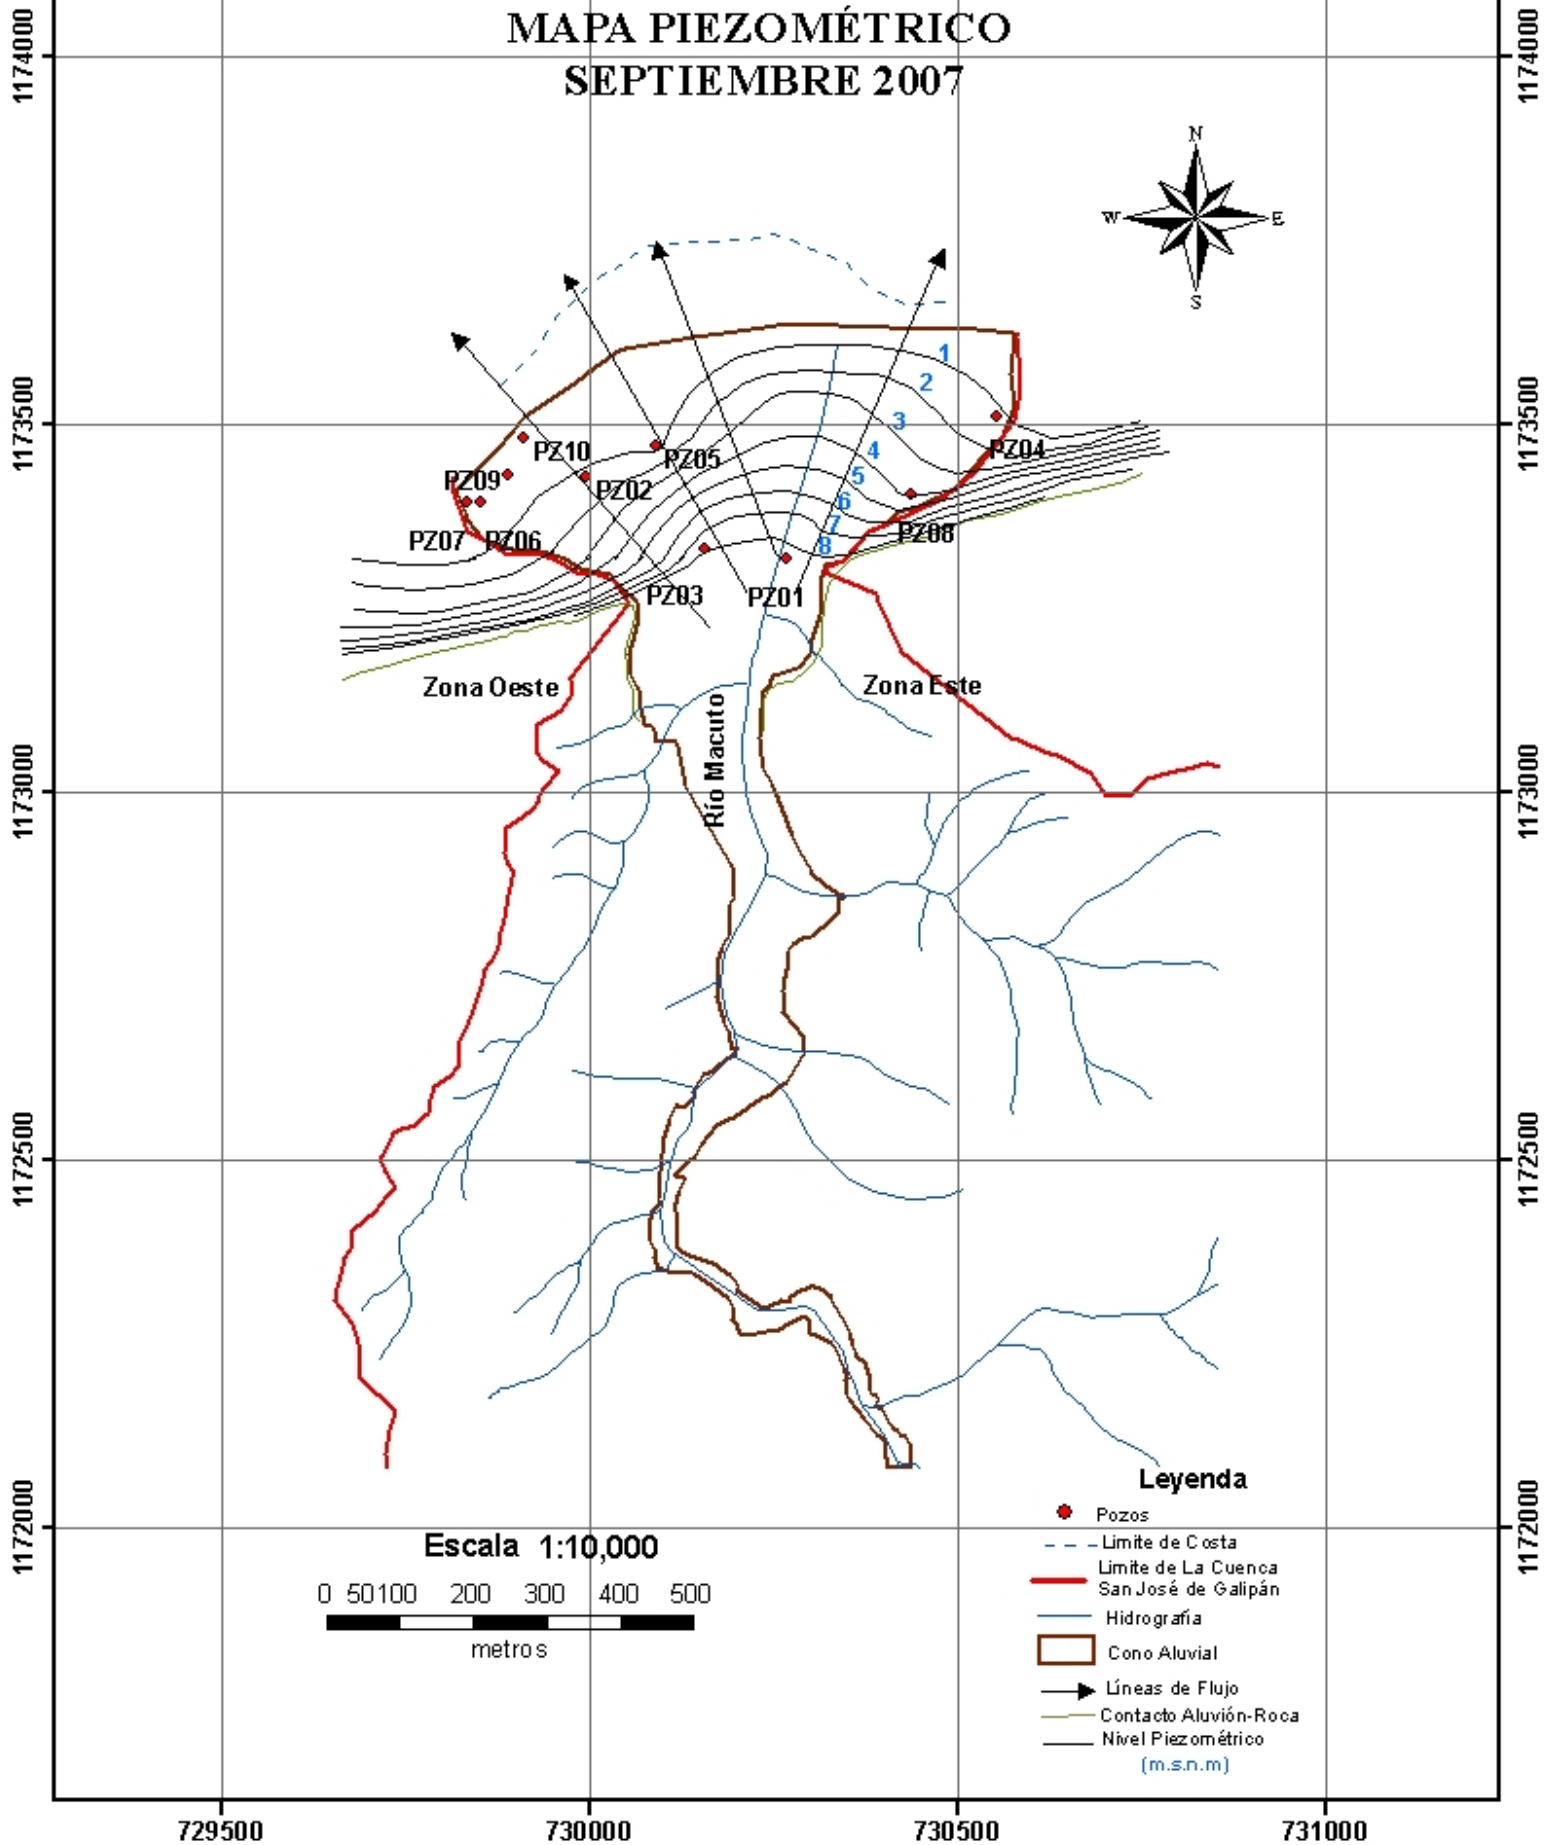 MAPA PIEZOMÉTRICO
SEPTIEMBRE 2007
1174000
1174000
N
W
E
S
1
2
1173500
3
1173500
4
PZ04
PZ10
PZ05
5
PZ09
PZ02
6
7
PZ08
PZ07
PZ06
8
PZ03
PZ01
Zona Oeste
Zona Este
Río Macuto
1173000
1173000
1172500
1172500
Leyenda
Pozos
1172000
1172000
Limite de Costa
Escala 1:10,000
Limite de La Cuenca
San José de Galipán
0 50 100 200 300 400 500
Hidrografía
metros
Cono Aluvial
Líneas de Flujo
Contacto Aluvión-Roca
Nivel Piezométrico
(m.s.n.m)
729500
730000
730500
731000